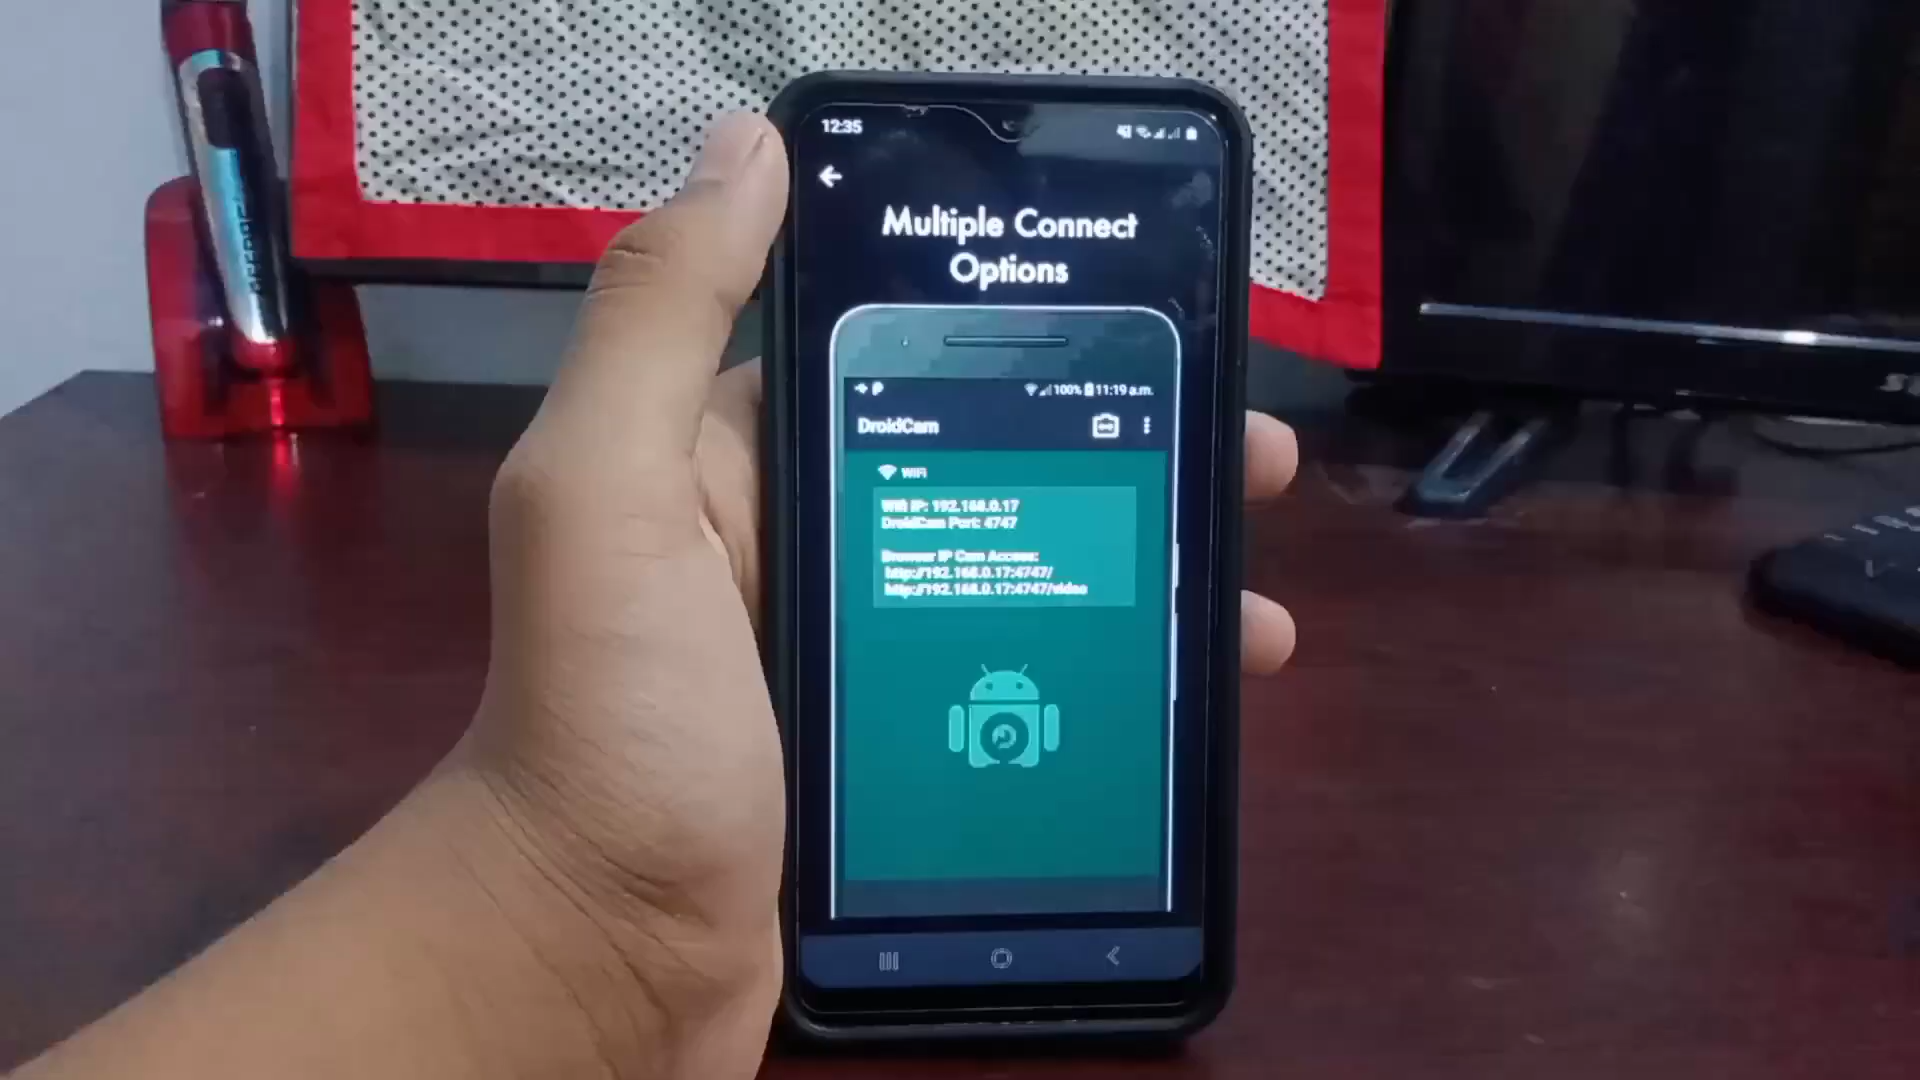 12:35
Multiple Connect
Options
100% 11:19 a.m.
DroidCam
WiFi
Wifi IP: 192.168.0.17
DroidCam Port: 4747
Browser IP Cam Access:
http://192.168.0.17:4747/
http://192.168.0.17:4747/video